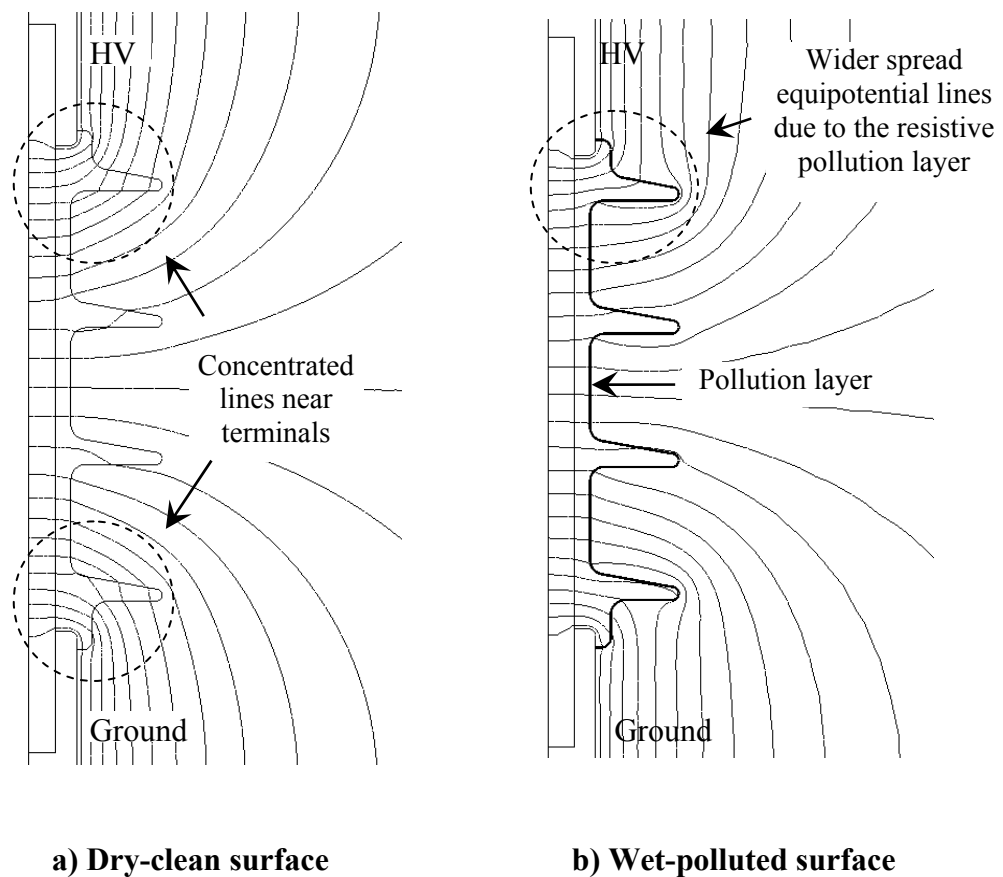 HV
Concentrated
lines near
terminals
Ground
a) Dry-clean surface
HV
Wider spread
equipotential lines
due to the resistive
pollution layer
Pollution layer
Ground
b) Wet-polluted surface